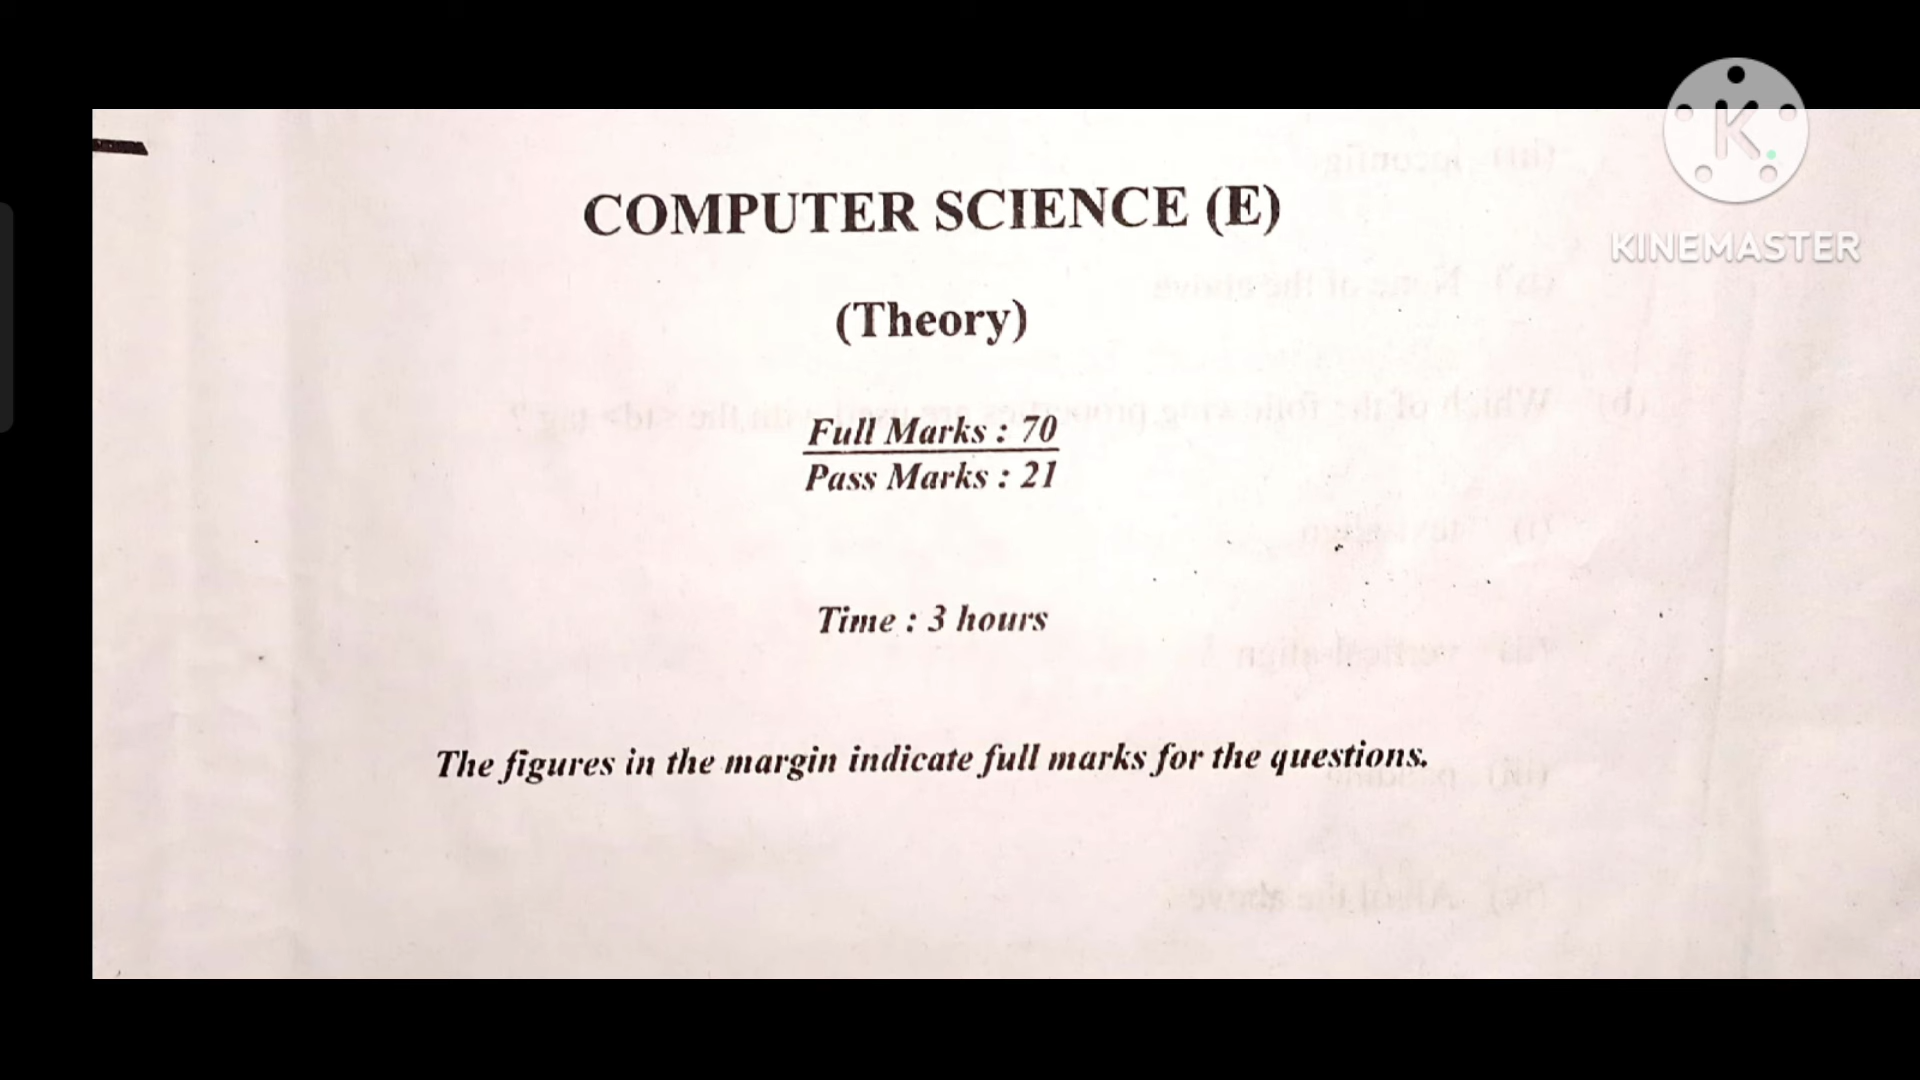 COMPUTER SCIENCE (E)
(Theory)
Full Marks : 70
Pass Marks : 21
Time : 3 hours
The figures in the margin indicate full marks for the questions.
K
KINEMASTER